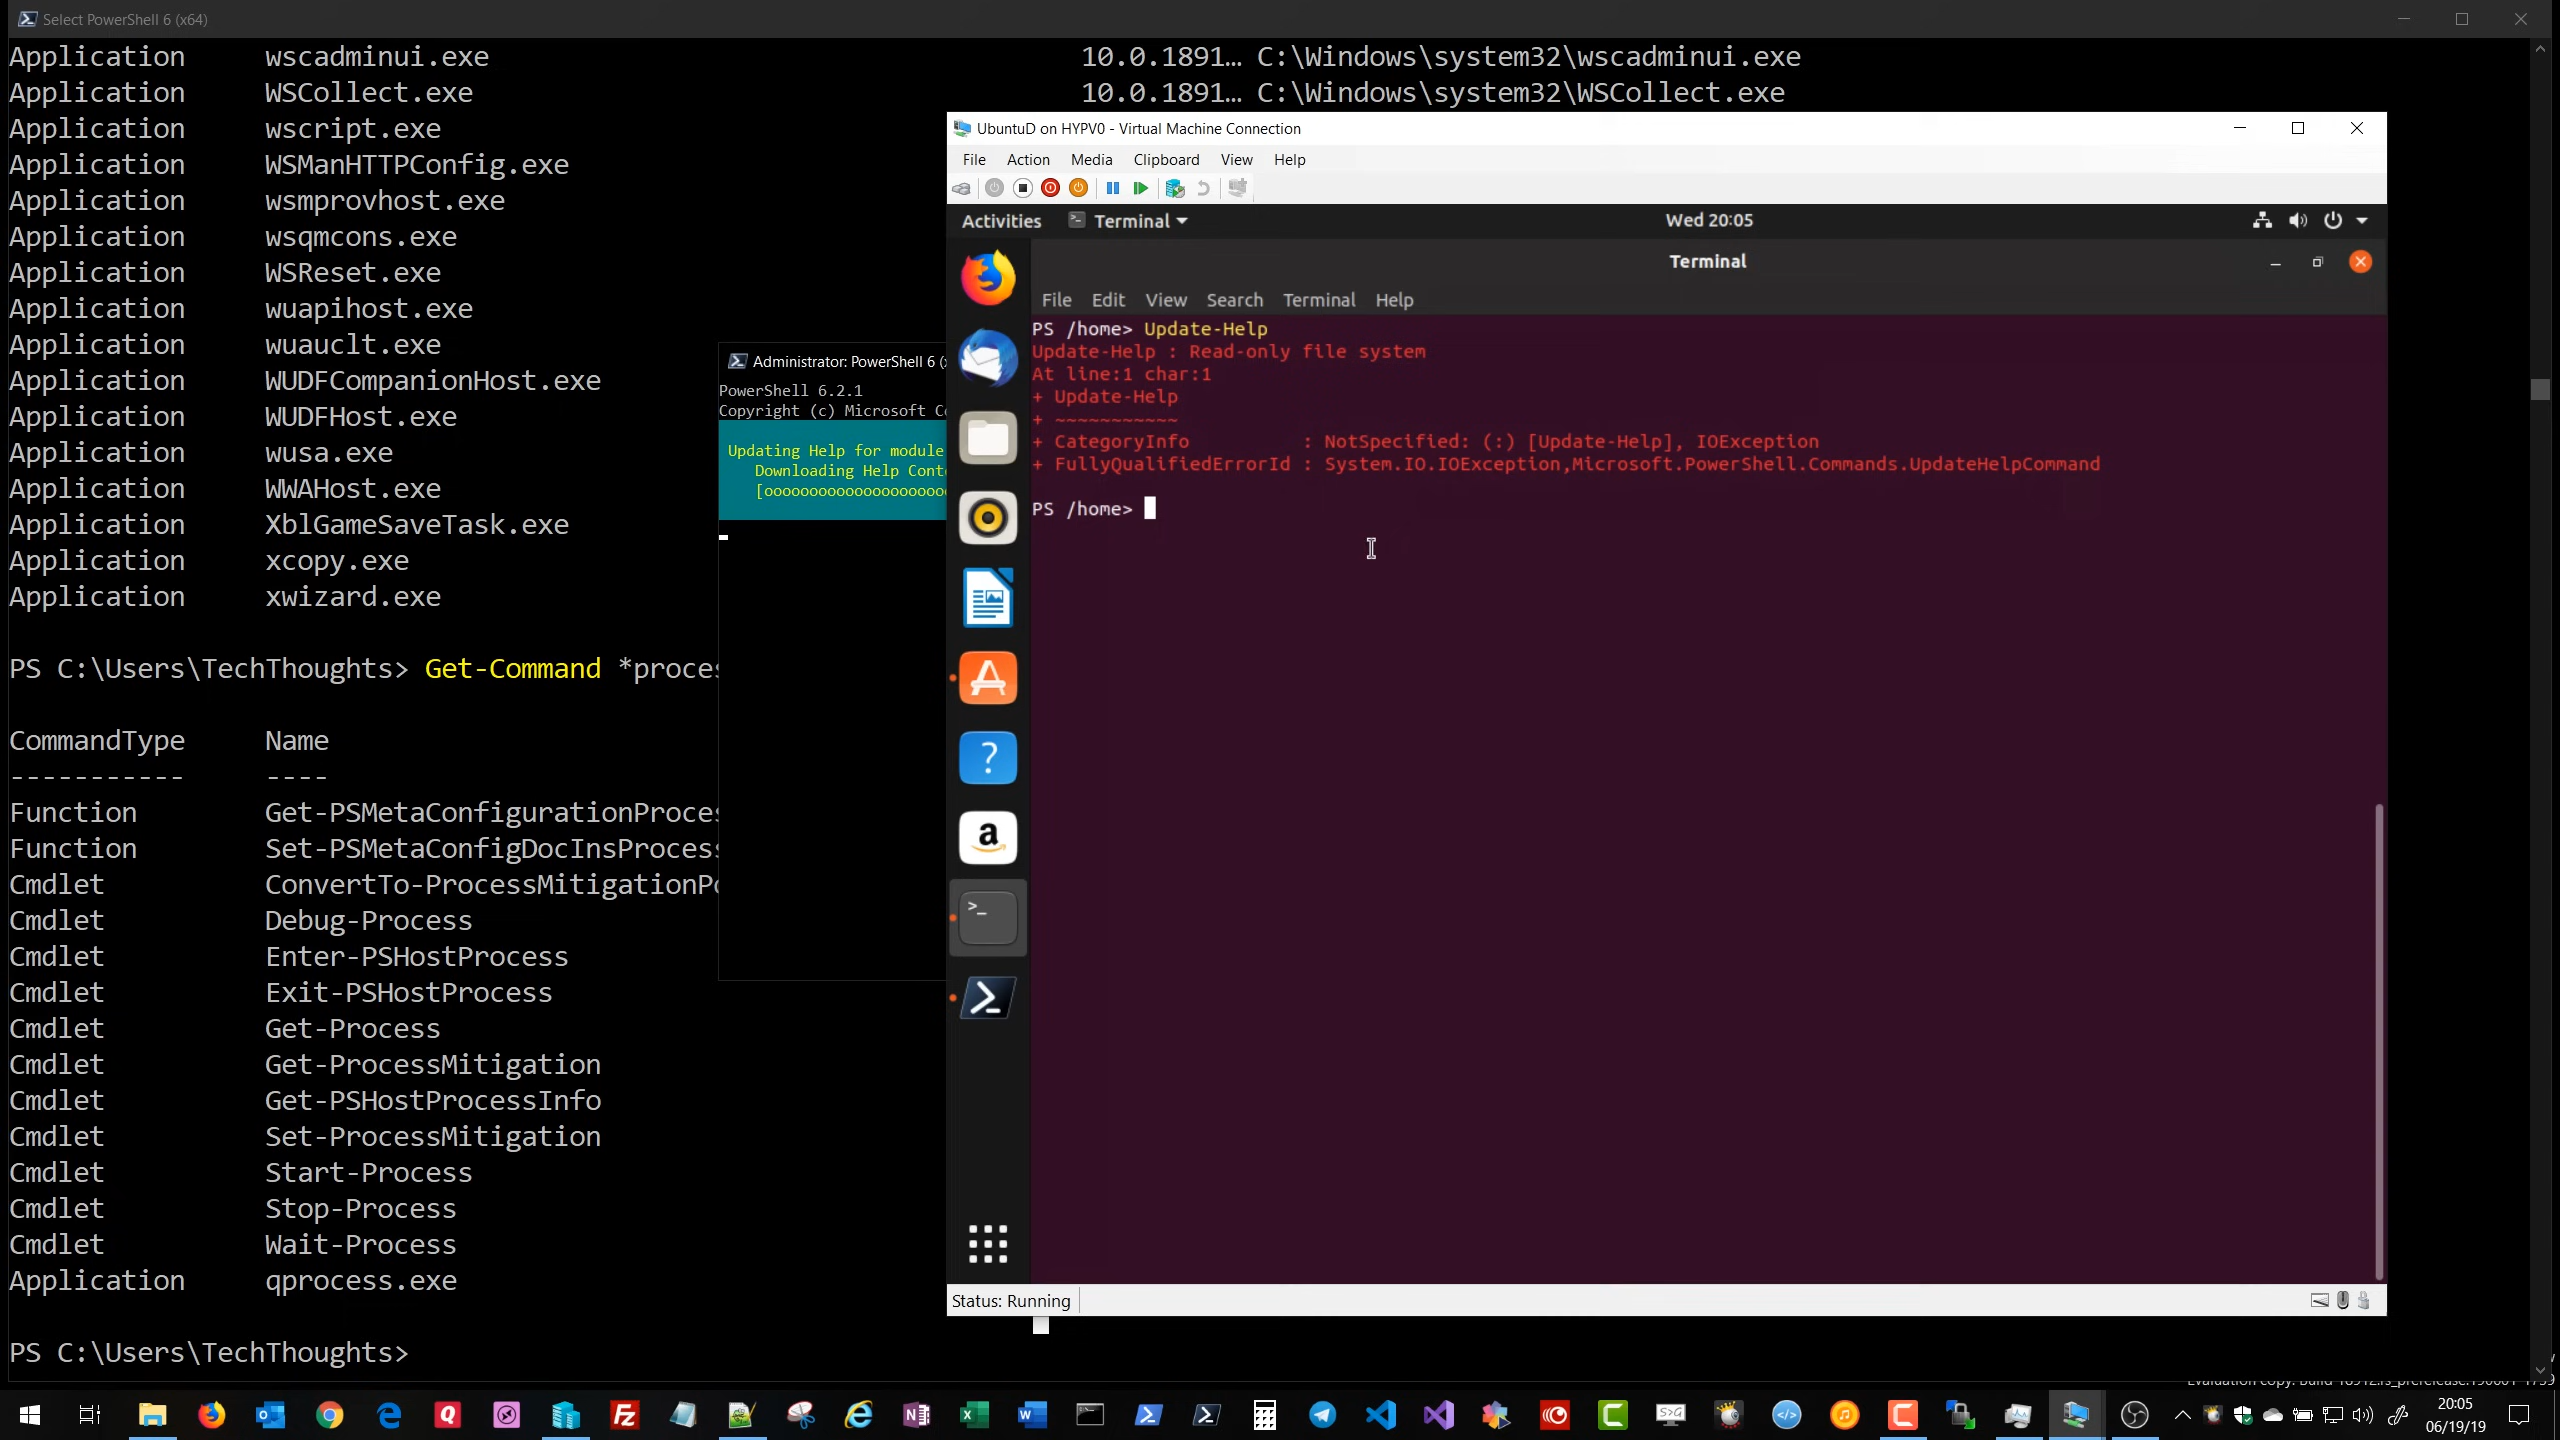 Select PowerShell 6 (x64)
Application wscadminui.exe 10.0.1891… C:\Windows\system32\wscadminui.exe
Application WSCollect.exe 10.0.1891… C:\Windows\system32\WSCollect.exe
Application wscript.exe
Application WSManHTTPConfig.exe
Application wsmprovhost.exe
Application wsqmcons.exe
Application WSReset.exe
Application wuapihost.exe
Application wuauclt.exe
Application WUDFCompanionHost.exe
Application WUDFHost.exe
Application wusa.exe
Application WWAHost.exe
Application XblGameSaveTask.exe
Application xcopy.exe
Application xwizard.exe
PS C:\Users\TechThoughts> Get-Command *proces
CommandType Name
----------- ----
Function Get-PSMetaConfigurationProces
Function Set-PSMetaConfigDocInsProcess
Cmdlet ConvertTo-ProcessMitigationPo
Cmdlet Debug-Process
Cmdlet Enter-PSHostProcess
Cmdlet Exit-PSHostProcess
Cmdlet Get-Process
Cmdlet Get-ProcessMitigation
Cmdlet Get-PSHostProcessInfo
Cmdlet Set-ProcessMitigation
Cmdlet Start-Process
Cmdlet Stop-Process
Cmdlet Wait-Process
Application qprocess.exe
PS C:\Users\TechThoughts>
Administrator: PowerShell 6 (
PowerShell 6.2.1
Copyright (c) Microsoft Co
Updating Help for module
Downloading Help Cont
[oooooooooooooooooooooo
UbuntuD on HYPV0 - Virtual Machine Connection
File Action Media Clipboard View Help
Activities Terminal Wed 20:05
Terminal
File Edit View Search Terminal Help
PS /home> Update-Help
Update-Help : Read-only file system
At line:1 char:1
+ Update-Help
+ ~~~~~~~~~~~
+ CategoryInfo : NotSpecified: (:) [Update-Help], IOException
+ FullyQualifiedErrorId : System.IO.IOException,Microsoft.PowerShell.Commands.UpdateHelpCommand
PS /home>
Status: Running
20:05
06/19/19